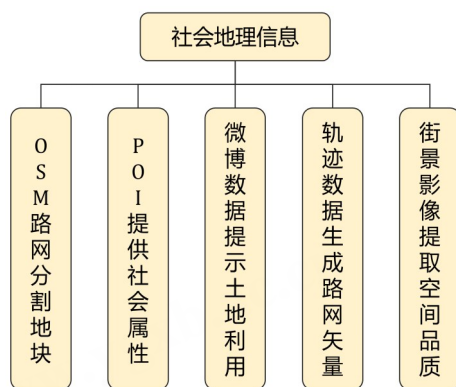 社会地理信息
OSM路网分割地块
POI提供社会属性
微博数据提示土地利用
轨迹数据生成路网矢量
街景影像提取空间品质